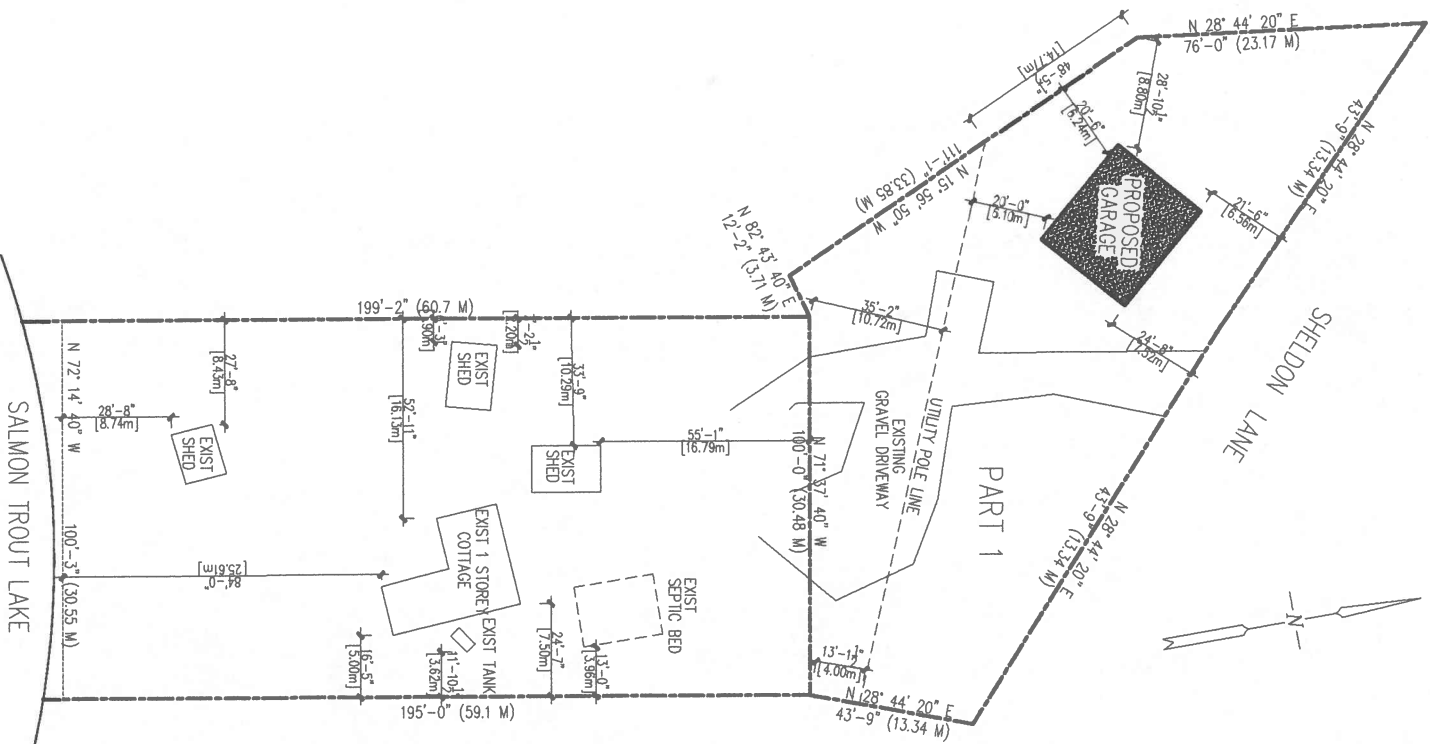 N 28° 44' 20" E
76'-0" (23.17 M)
48'-5½"
[14.77m]
28'-10½"
[8.80m]
20'-6"
[6.24m]
N 28° 44' 20" E
43'-9" (13.34 M)
PROPOSED
GARAGE
21'-6"
[6.56m]
N 15° 56' 50" W
111'-1" (33.85 M)
20'-0"
[6.10m]
SHELDON LANE
24'-8"
[7.52m]
N 82° 43' 40" E
12'-2" (3.71 M)
35'-2"
[10.72m]
UTILITY POLE LINE
EXISTING
GRAVEL DRIVEWAY
PART 1
N 28° 44' 20" E
43'-9" (13.34 M)
N
199'-2" (60.7 M)
N 72° 14' 40" W
100'-3" (30.55 M)
27'-8"
[8.43m]
28'-8"
[8.74m]
EXIST
SHED
52'-11"
[16.13m]
EXIST
SHED
33'-9"
[10.29m]
EXIST
SHED
55'-1"
[16.79m]
N 71° 37' 40" W
100'-0" (30.48 M)
SALMON TROUT LAKE
84'-0"
[25.61m]
EXIST 1 STOREY
COTTAGE
EXIST TANK
EXIST
SEPTIC BED
16'-5"
[5.00m]
11'-10½"
[3.62m]
24'-7"
[7.50m]
13'-0"
[3.96m]
13'-1½"
[4.00m]
195'-0" (59.1 M)
N 28° 44' 20" E
43'-9" (13.34 M)